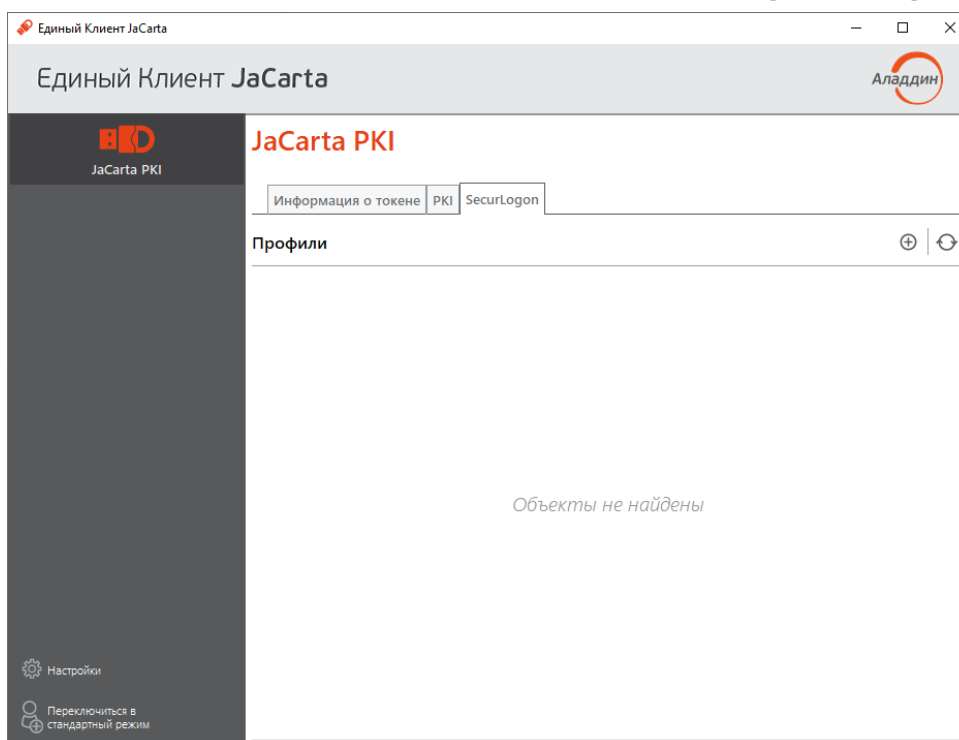 Единый Клиент JaCarta
Единый Клиент JaCarta
Аладдин
JaCarta PKI
JaCarta PKI
Информация о токене
PKI
SecurLogon
Профили
Объекты не найдены
Настройки
Переключиться в
стандартный режим